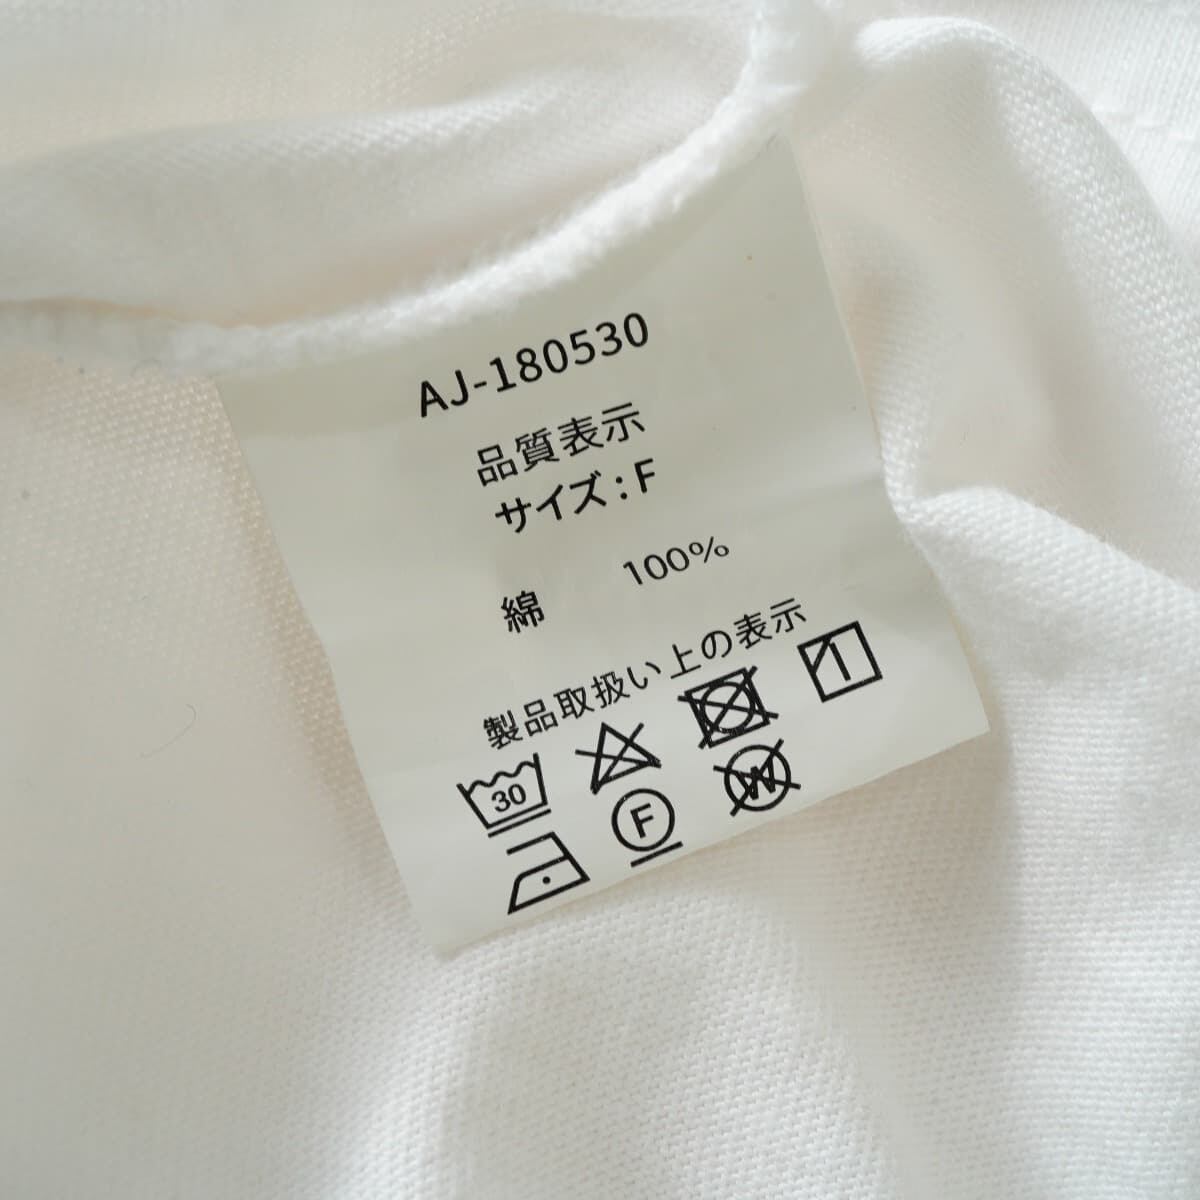 AJ-180530
品質表示
サイズ:F
綿 100%
製品取扱い上の表示
30
F W